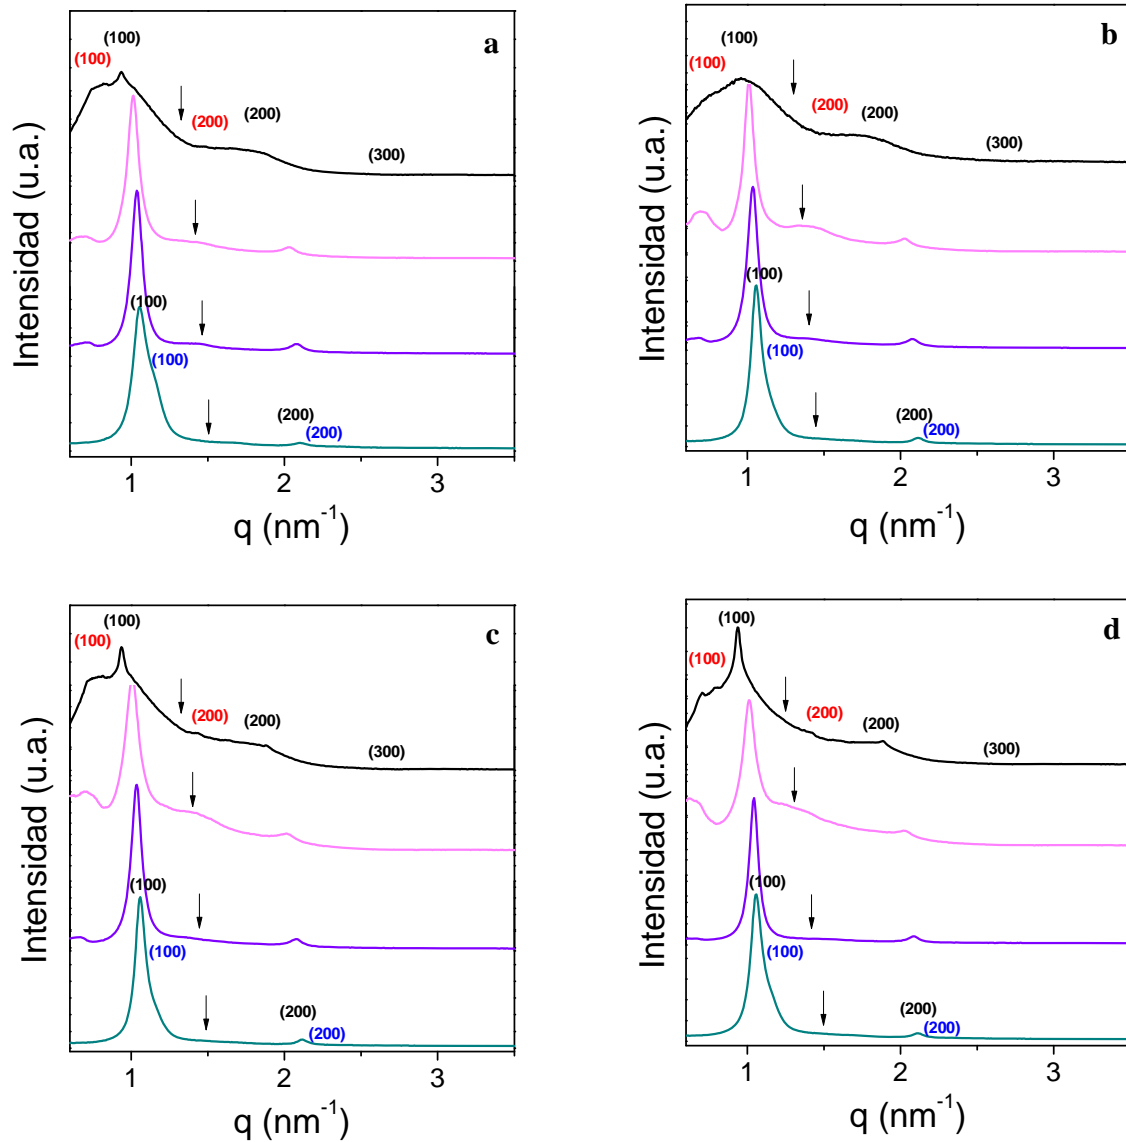 a
(100)
(100)
(200)
(200)
(300)
(100)
(100)
(200)
(200)
Intensidad (u.a.)
1 2 3
q (nm-1)
b
(100)
(100)
(200)
(200)
(300)
(100)
(100)
(200)
(200)
Intensidad (u.a.)
1 2 3
q (nm-1)
c
(100)
(100)
(200)
(200)
(300)
(100)
(100)
(200)
(200)
Intensidad (u.a.)
1 2 3
q (nm-1)
d
(100)
(100)
(200)
(200)
(300)
(100)
(100)
(200)
(200)
Intensidad (u.a.)
1 2 3
q (nm-1)